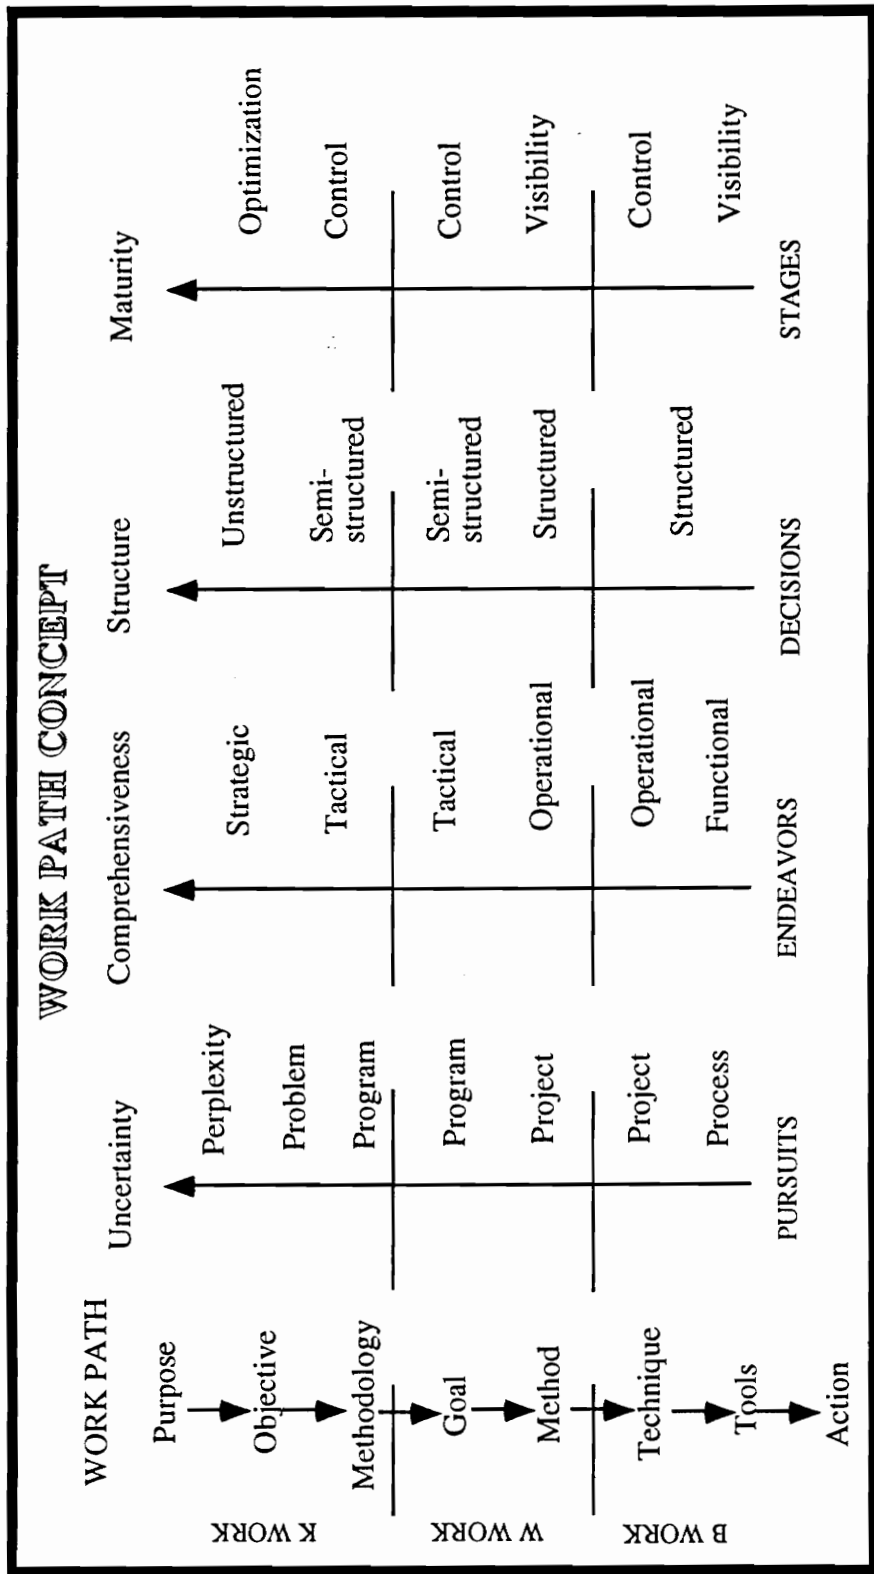 WORK PATH CONCEPT
WORK PATH
Uncertainty
Comprehensiveness
Structure
Maturity
K WORK
Purpose
Objective
Methodology
Perplexity
Problem
Program
Strategic
Tactical
Unstructured
Semi-
structured
Optimization
Control
W WORK
Goal
Method
Program
Project
Tactical
Operational
Semi-
structured
Structured
Control
Visibility
B WORK
Technique
Tools
Action
Project
Process
Operational
Functional
Structured
Control
Visibility
PURSUITS
ENDEAVORS
DECISIONS
STAGES